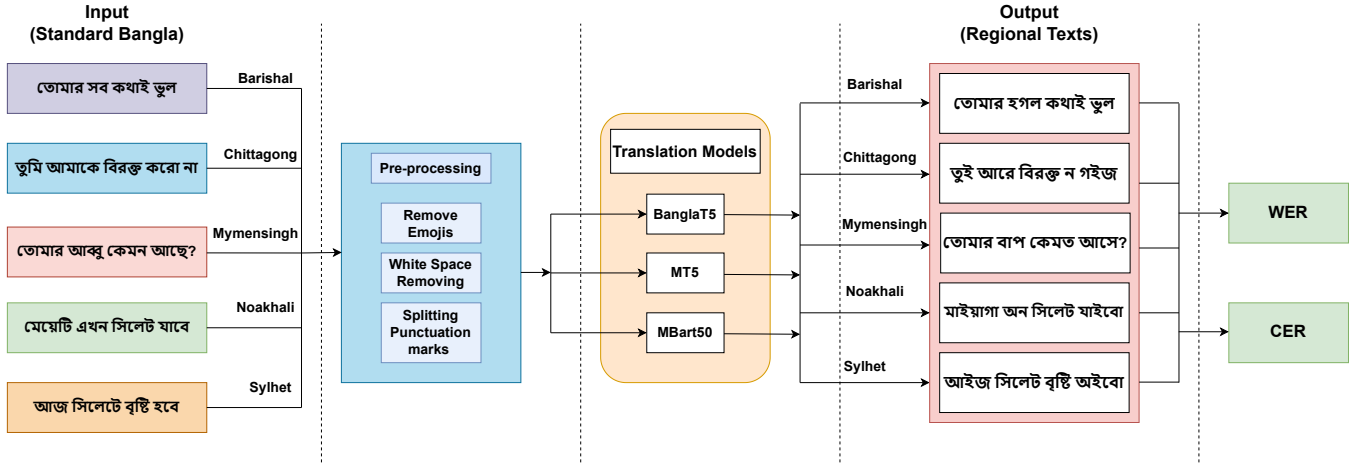 Input
(Standard Bangla)
তোমার সব কথাই ভুল
Barishal
তুমি আমাকে বিরক্ত করো না
Chittagong
তোমার আব্বু কেমন আছে?
Mymensingh
মেয়েটি এখন সিলেট যাবে
Noakhali
আজ সিলেটে বৃষ্টি হবে
Sylhet
Pre-processing
Remove
Emojis
White Space
Removing
Splitting
Punctuation
marks
Translation Models
BanglaT5
MT5
MBart50
Output
(Regional Texts)
Barishal
তোমার হগল কথাই ভুল
Chittagong
তুই আরে বিরক্ত ন গইজ
Mymensingh
তোমার বাপ কেমত আসে?
Noakhali
মাইয়াগা অন সিলেট যাইবো
Sylhet
আইজ সিলেট বৃষ্টি অইবো
WER
CER